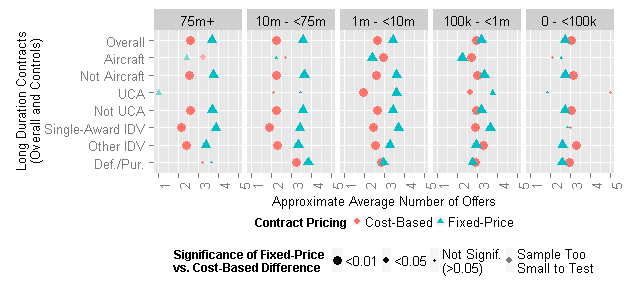 75m+ 10m - <75m 1m - <10m 100k - <1m 0 - <100k
Long Duration Contracts
(Overall and Controls)
Overall
Aircraft
Not Aircraft
UCA
Not UCA
Single-Award IDV
Other IDV
Def./Pur.
1 2 3 4 5 1 2 3 4 5 1 2 3 4 5 1 2 3 4 5 1 2 3 4 5
Approximate Average Number of Offers
Contract Pricing Cost-Based Fixed-Price
Significance of Fixed-Price
vs. Cost-Based Difference
<0.01 <0.05 Not Signif.
(>0.05)
Sample Too
Small to Test